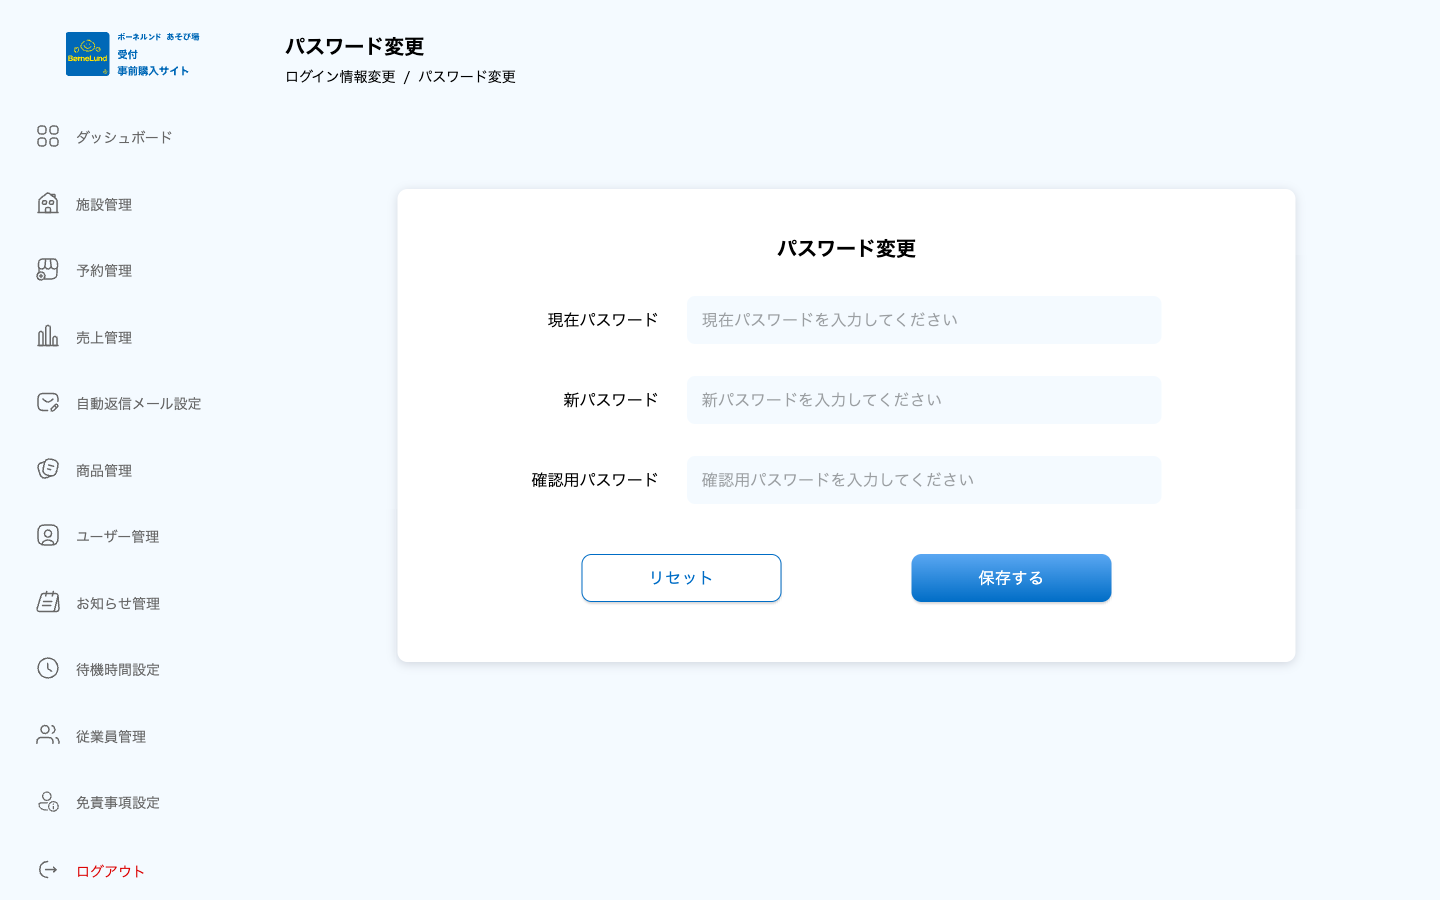 ボーネルンド あそび場
受付
事前購入サイト
BørneLund
パスワード変更
ログイン情報変更 / パスワード変更
ダッシュボード
施設管理
予約管理
売上管理
自動返信メール設定
商品管理
ユーザー管理
お知らせ管理
待機時間設定
従業員管理
免責事項設定
ログアウト
パスワード変更
現在パスワード 現在パスワードを入力してください
新パスワード 新パスワードを入力してください
確認用パスワード 確認用パスワードを入力してください
リセット 保存する